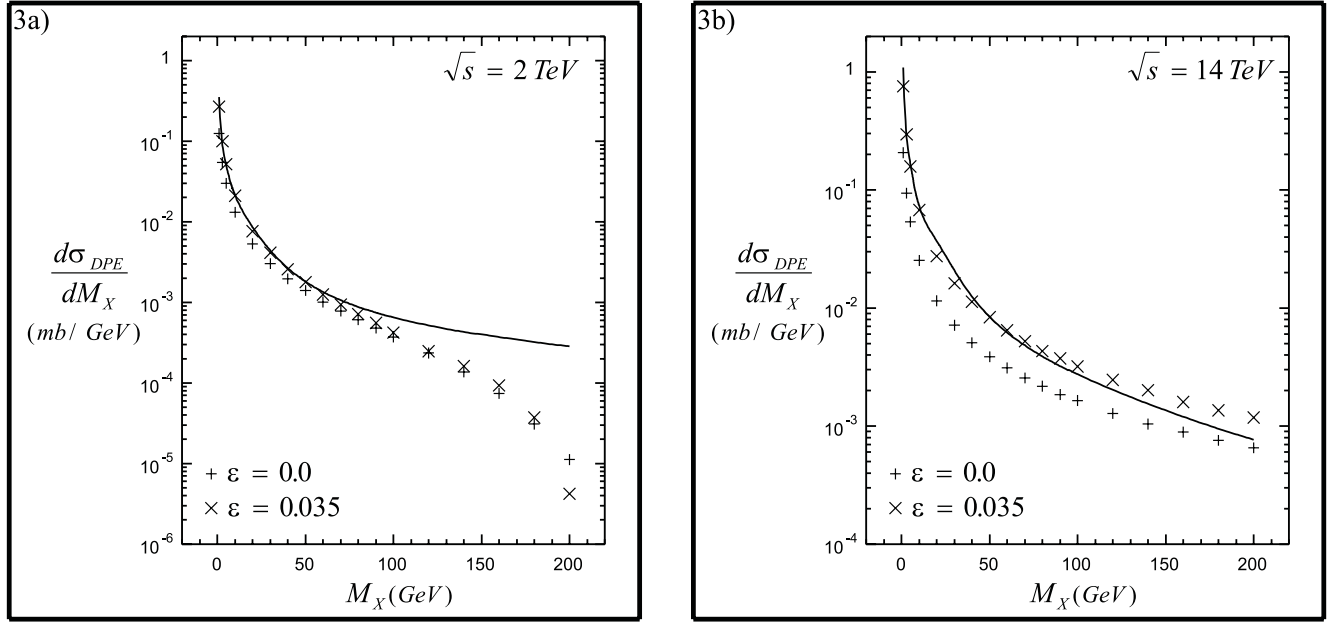 3a)
√s = 2 TeV
1
10⁻¹
10⁻²
10⁻³
10⁻⁴
10⁻⁵
10⁻⁶
dσ_DPE
dM_X
(mb/ GeV)
+ ε = 0.0
× ε = 0.035
0 50 100 150 200
M_X (GeV)
3b)
√s = 14 TeV
1
10⁻¹
10⁻²
10⁻³
10⁻⁴
dσ_DPE
dM_X
(mb/ GeV)
+ ε = 0.0
× ε = 0.035
0 50 100 150 200
M_X (GeV)